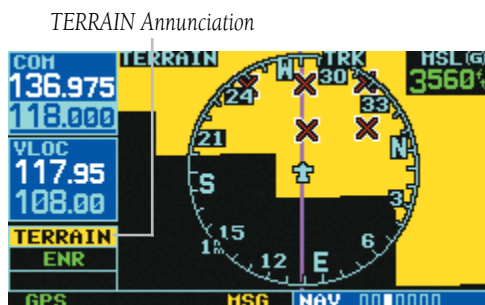 TERRAIN Annunciation
COM
136.975
118.000
VLOC
117.95
108.00
TERRAIN
ENR
GPS
TERRAIN
TRK
MSL(G)
3560
W
30
33
N
3
6
E
12
15
S
21
24
MSG
NAV